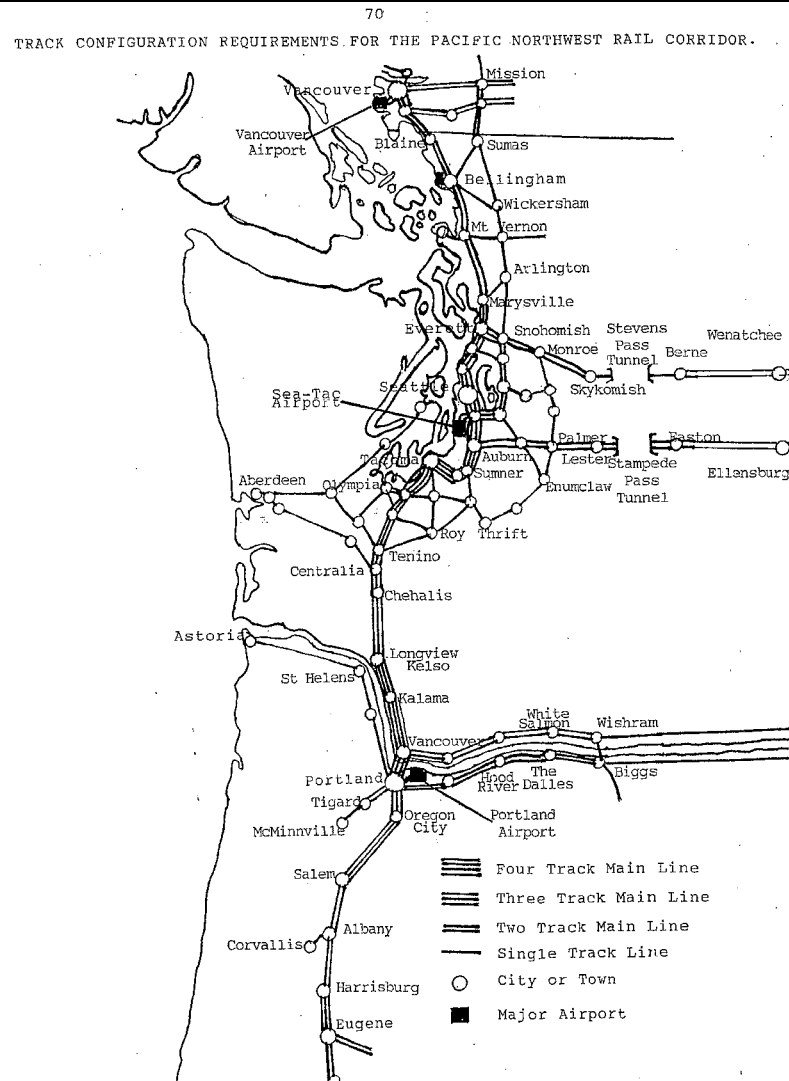 70
TRACK CONFIGURATION REQUIREMENTS FOR THE PACIFIC NORTHWEST RAIL CORRIDOR.
Mission
Vancouver
Vancouver
Airport
Blaine
Sumas
Bellingham
Wickersham
Mt Vernon
Arlington
Marysville
Everett
Snohomish
Stevens
Pass
Tunnel
Wenatchee
Monroe
Berne
Skykomish
Seattle
Sea-Tac
Airport
Palmer
Easton
Auburn
Lester
Stampede
Pass
Tunnel
Ellensburg
Tacoma
Sumner
Enumclaw
Aberdeen
Olympia
Roy
Thrift
Tenino
Centralia
Chehalis
Astoria
Longview
Kelso
St Helens
Kalama
White
Salmon
Wishram
Vancouver
Portland
Hood
River
The
Dalles
Biggs
Tigard
McMinnville
Oregon
City
Portland
Airport
Salem
Four Track Main Line
Three Track Main Line
Two Track Main Line
Single Track Line
City or Town
Major Airport
Albany
Corvallis
Harrisburg
Eugene